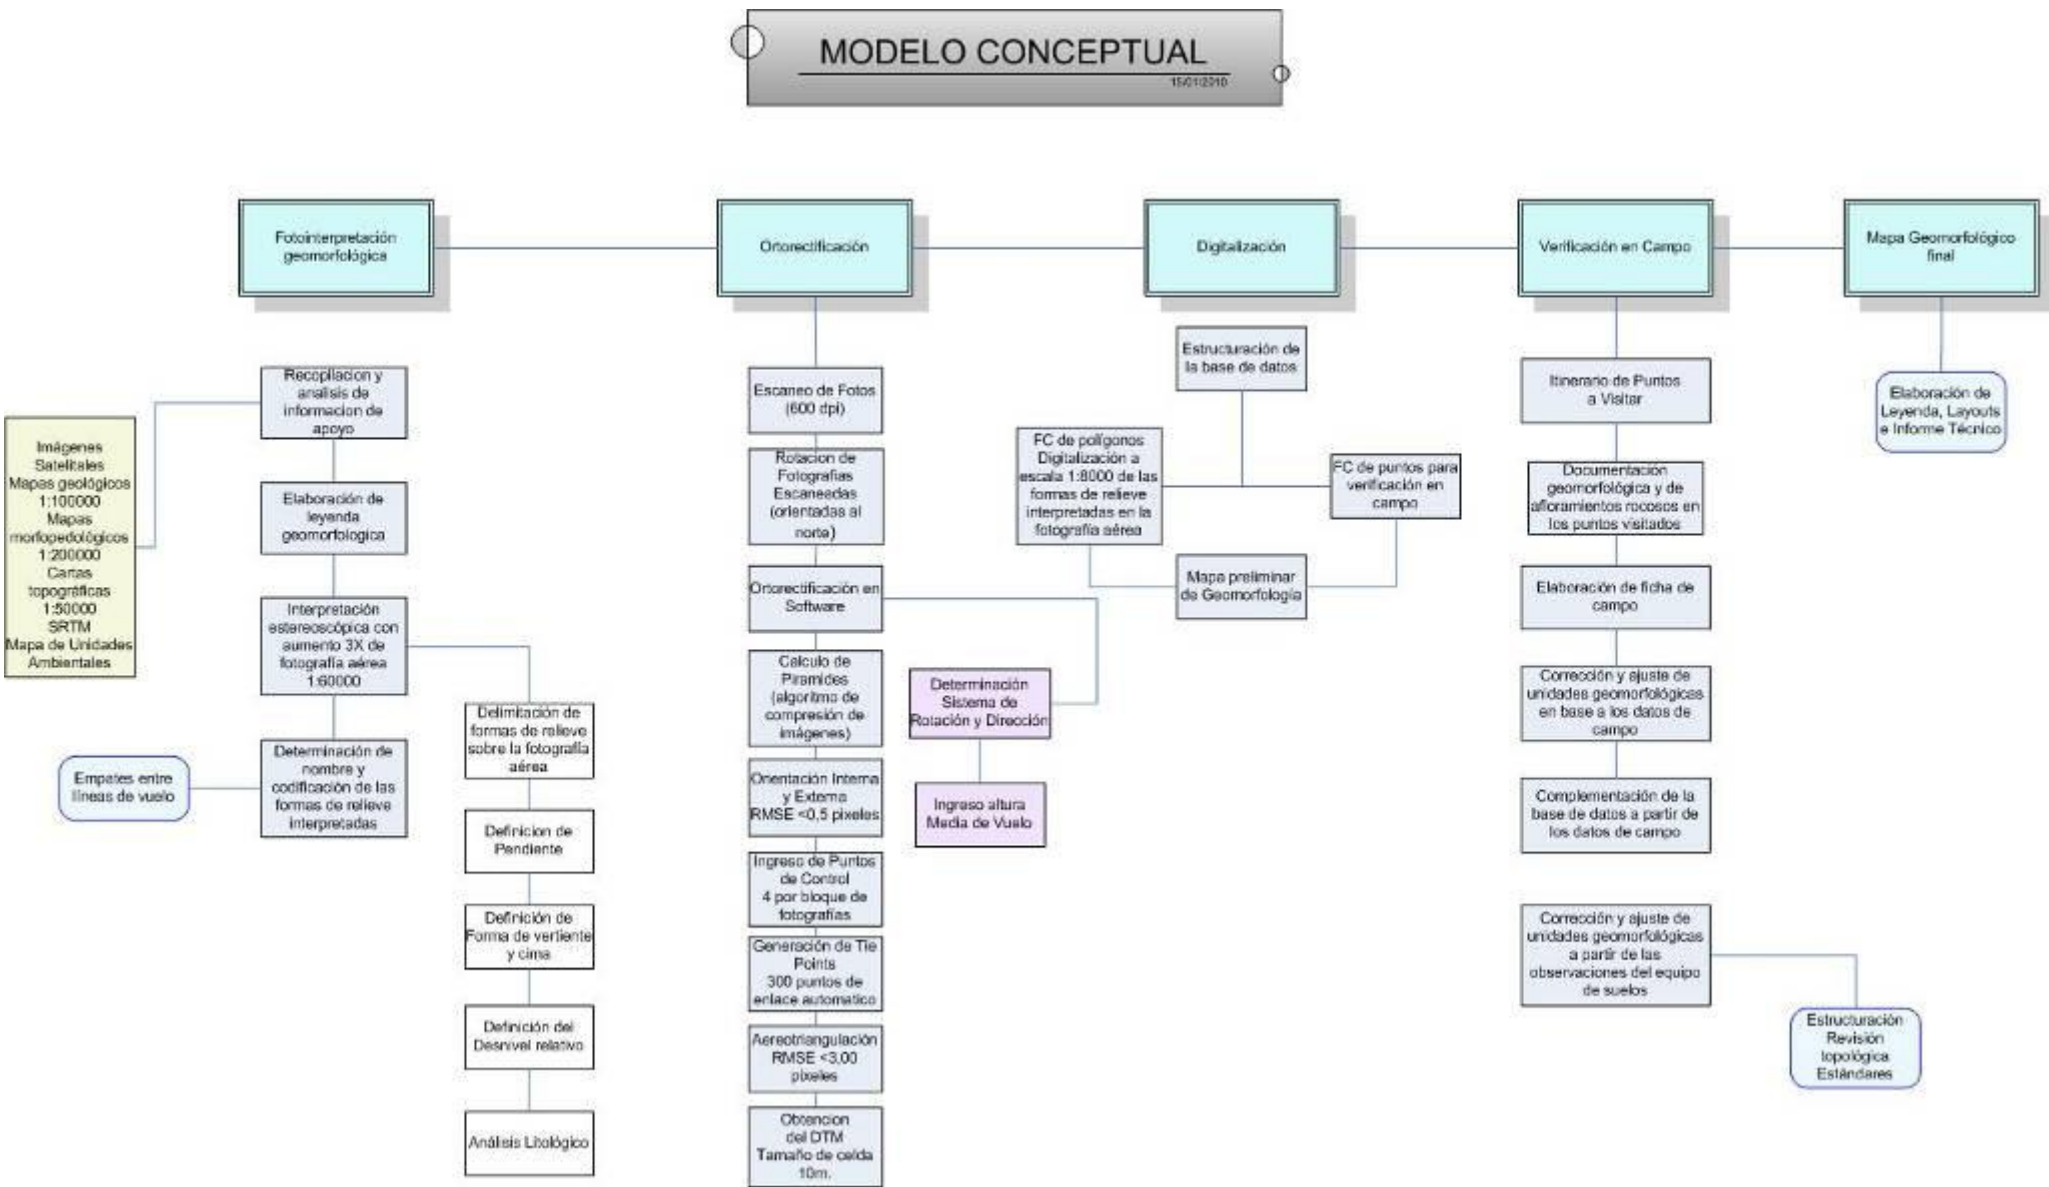 MODELO CONCEPTUAL
15/01/2010
Fotointerpretación
geomorfológica
Ortorectificación
Digitalización
Verificación en Campo
Mapa Geomorfológico
final
Recopilacion y
analisis de
informacion de
apoyo
Imágenes
Satelitales
Mapas geológicos
1:100000
Mapas
morfopedológicos
1:200000
Cartas
topográficas
1:50000
SRTM
Mapa de Unidades
Ambientales
Elaboración de
leyenda
geomorfologica
Interpretación
estereoscópica con
aumento 3X de
fotografía aérea
1:60000
Determinación de
nombre y
codificación de las
formas de relieve
interpretadas
Empates entre
líneas de vuelo
Delimitación de
formas de relieve
sobre la fotografía
aérea
Definicion de
Pendiente
Definición de
Forma de vertiente
y cima
Definición del
Desnivel relativo
Análisis Litológico
Escaneo de Fotos
(600 dpi)
Rotacion de
Fotografias
Escaneadas
(orientadas al
norte)
Ortorectificación en
Software
Calculo de
Piramides
(algoritmo de
compresión de
imágenes)
Orientación Interna
y Externa
RMSE <0,5 pixeles
Ingreso de Puntos
de Control
4 por bloque de
fotografías
Generación de Tie
Points
300 puntos de
enlace automatico
Aereotriangulación
RMSE <3,00
pixeles
Obtencion
del DTM
Tamaño de celda
10m.
Determinación
Sistema de
Rotación y Dirección
Ingreso altura
Media de Vuelo
Estructuración de
la base de datos
FC de polígonos
Digitalización a
escala 1:8000 de las
formas de relieve
interpretadas en la
fotografía aérea
FC de puntos para
verificación en
campo
Mapa preliminar
de Geomorfología
Itinerario de Puntos
a Visitar
Documentación
geomorfológica y de
afloramientos rocosos en
los puntos visitados
Elaboración de ficha de
campo
Corrección y ajuste de
unidades geomorfológicas
en base a los datos de
campo
Complementación de la
base de datos a partir de
los datos de campo
Corrección y ajuste de
unidades geomorfológicas
a partir de las
observaciones del equipo
de suelos
Estructuración
Revisión
topológica
Estándares
Elaboración de
Leyenda, Layouts
e Informe Técnico